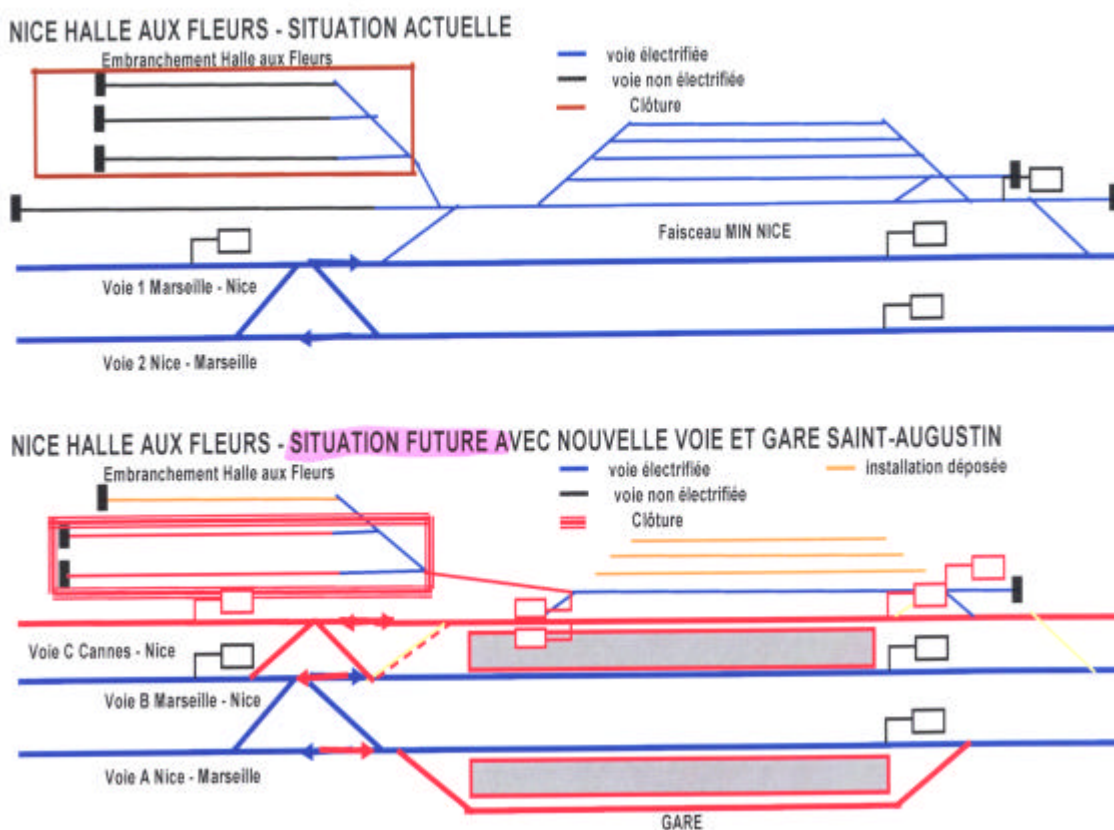 NICE HALLE AUX FLEURS - SITUATION ACTUELLE
Embranchement Halle aux Fleurs
voie électrifiée
voie non électrifiée
Clôture
Faisceau MIN NICE
Voie 1 Marseille - Nice
Voie 2 Nice - Marseille
NICE HALLE AUX FLEURS - SITUATION FUTURE AVEC NOUVELLE VOIE ET GARE SAINT-AUGUSTIN
Embranchement Halle aux Fleurs
voie électrifiée
installation déposée
voie non électrifiée
Clôture
Voie C Cannes - Nice
Voie B Marseille - Nice
Voie A Nice - Marseille
GARE